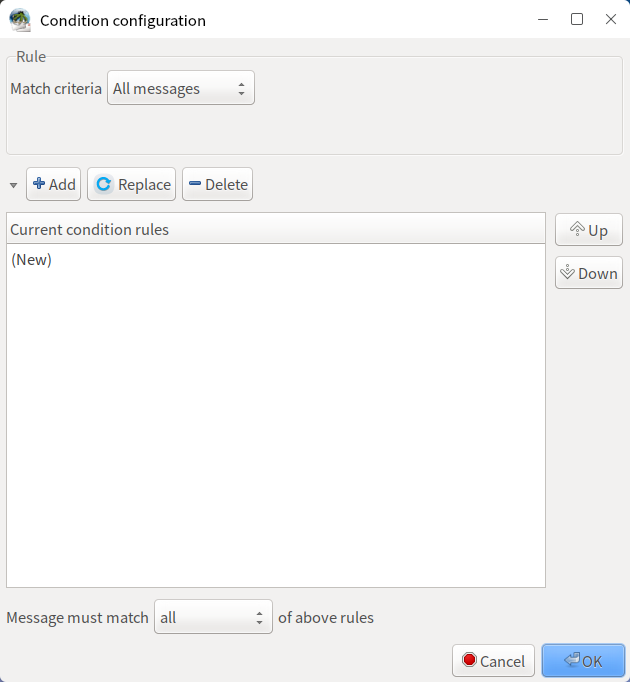 Condition configuration
Rule
Match criteria All messages
Add Replace Delete
Current condition rules
Up
(New)
Down
Message must match all of above rules
Cancel OK